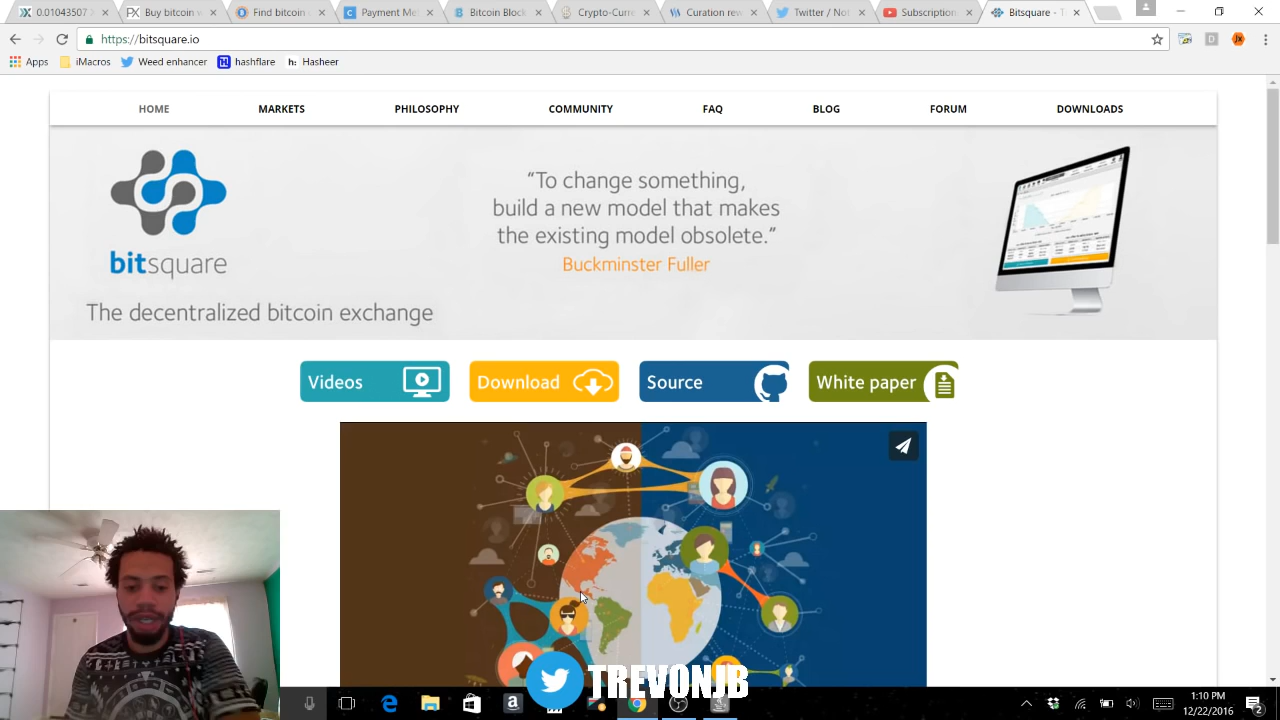 0.01043507 X
Buy bitcoin w
Find bitcoin
Payment Me
Bitcoin Block
Crypto-Curre
Curation rew
Twitter / Not
Subscription
Bitsquare - T
https://bitsquare.io
Apps
iMacros
Weed enhancer
hashflare
h: Hasheer
HOME
MARKETS
PHILOSOPHY
COMMUNITY
FAQ
BLOG
FORUM
DOWNLOADS
“To change something,
build a new model that makes
the existing model obsolete.”
Buckminster Fuller
bitsquare
The decentralized bitcoin exchange
Videos
Download
Source
White paper
TREVONJB
1:10 PM
12/22/2016
2